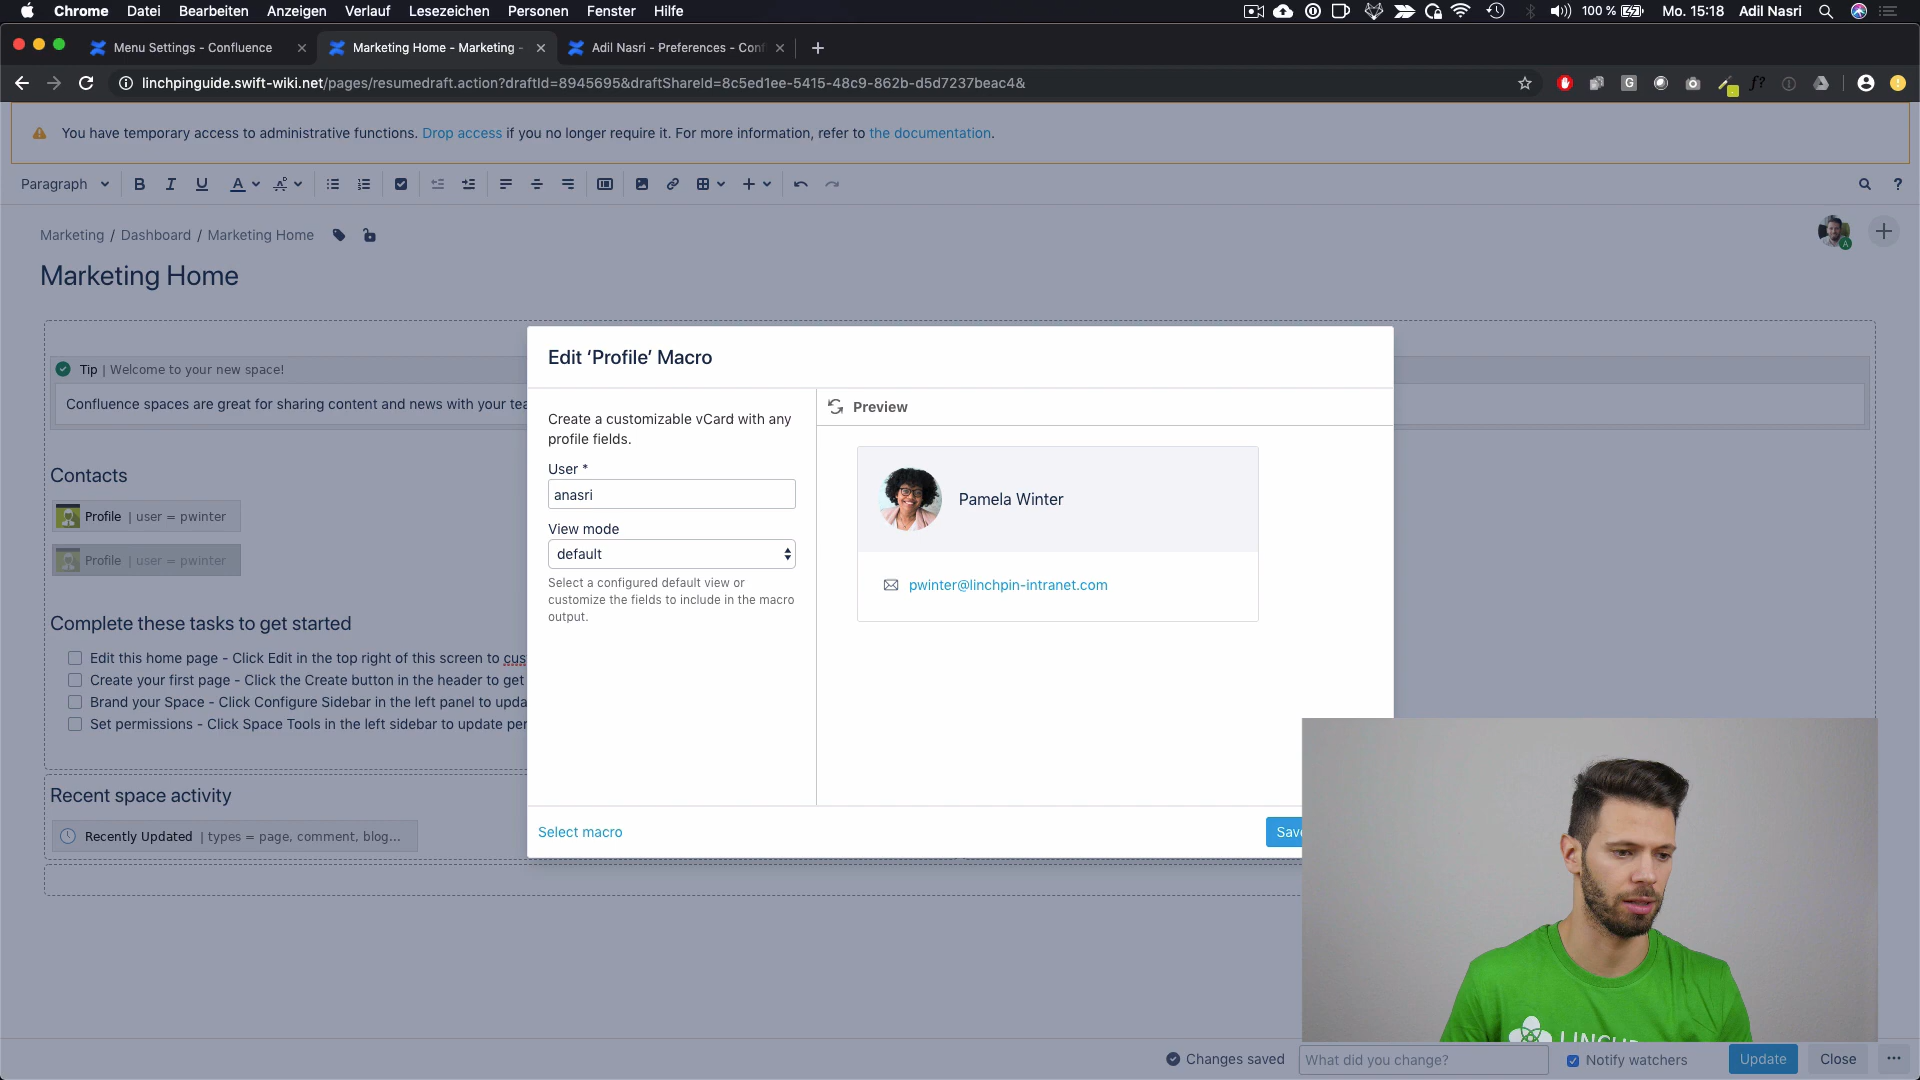 Chrome Datei Bearbeiten Anzeigen Verlauf Lesezeichen Personen Fenster Hilfe 100 % Mo. 15:18 Adil Nasri
Menu Settings - Confluence
Marketing Home - Marketing -
Adil Nasri - Preferences - Conf
linchpinguide.swift-wiki.net/pages/resumedraft.action?draftId=8945695&draftShareId=8c5ed1ee-5415-48c9-862b-d5d7237beac4&
You have temporary access to administrative functions. Drop access if you no longer require it. For more information, refer to the documentation.
Paragraph B I U A
Marketing / Dashboard / Marketing Home
Marketing Home
Tip | Welcome to your new space!
Confluence spaces are great for sharing content and news with your tea
Contacts
Profile | user = pwinter
Profile | user = pwinter
Complete these tasks to get started
Edit this home page - Click Edit in the top right of this screen to cus
Create your first page - Click the Create button in the header to get
Brand your Space - Click Configure Sidebar in the left panel to upda
Set permissions - Click Space Tools in the left sidebar to update per
Recent space activity
Recently Updated | types = page, comment, blog...
Edit ‘Profile’ Macro
Create a customizable vCard with any
profile fields.
User *
anasri
View mode
default
Select a configured default view or
customize the fields to include in the macro
output.
Preview
Pamela Winter
pwinter@linchpin-intranet.com
Select macro
Save
Changes saved
What did you change?
Notify watchers
Update
Close